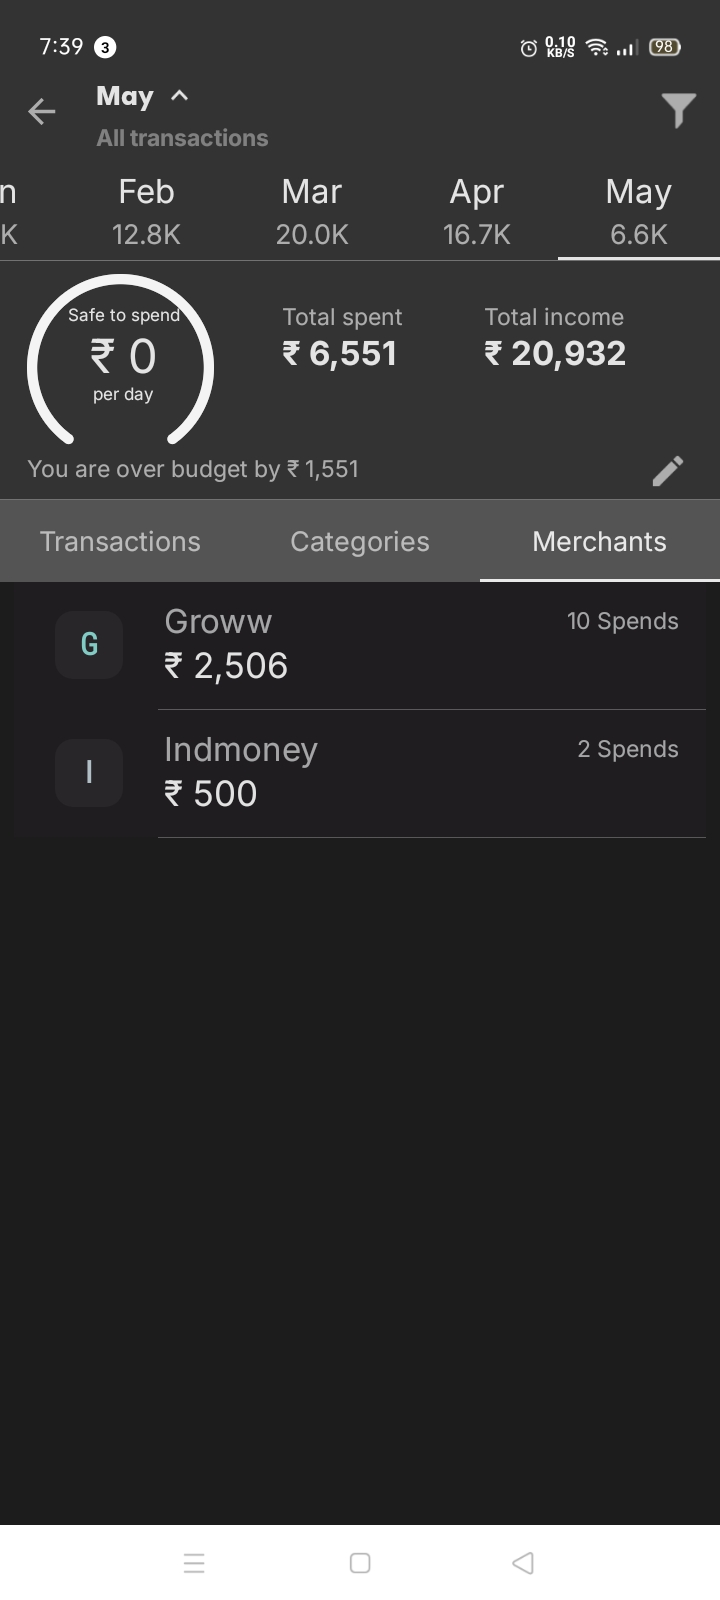 7:39 3 0.10 KB/S 98
May
All transactions
n Feb Mar Apr May
K 12.8K 20.0K 16.7K 6.6K
Safe to spend
₹ 0
per day
Total spent Total income
₹ 6,551 ₹ 20,932
You are over budget by ₹ 1,551
Transactions Categories Merchants
G Groww 10 Spends
₹ 2,506
I Indmoney 2 Spends
₹ 500